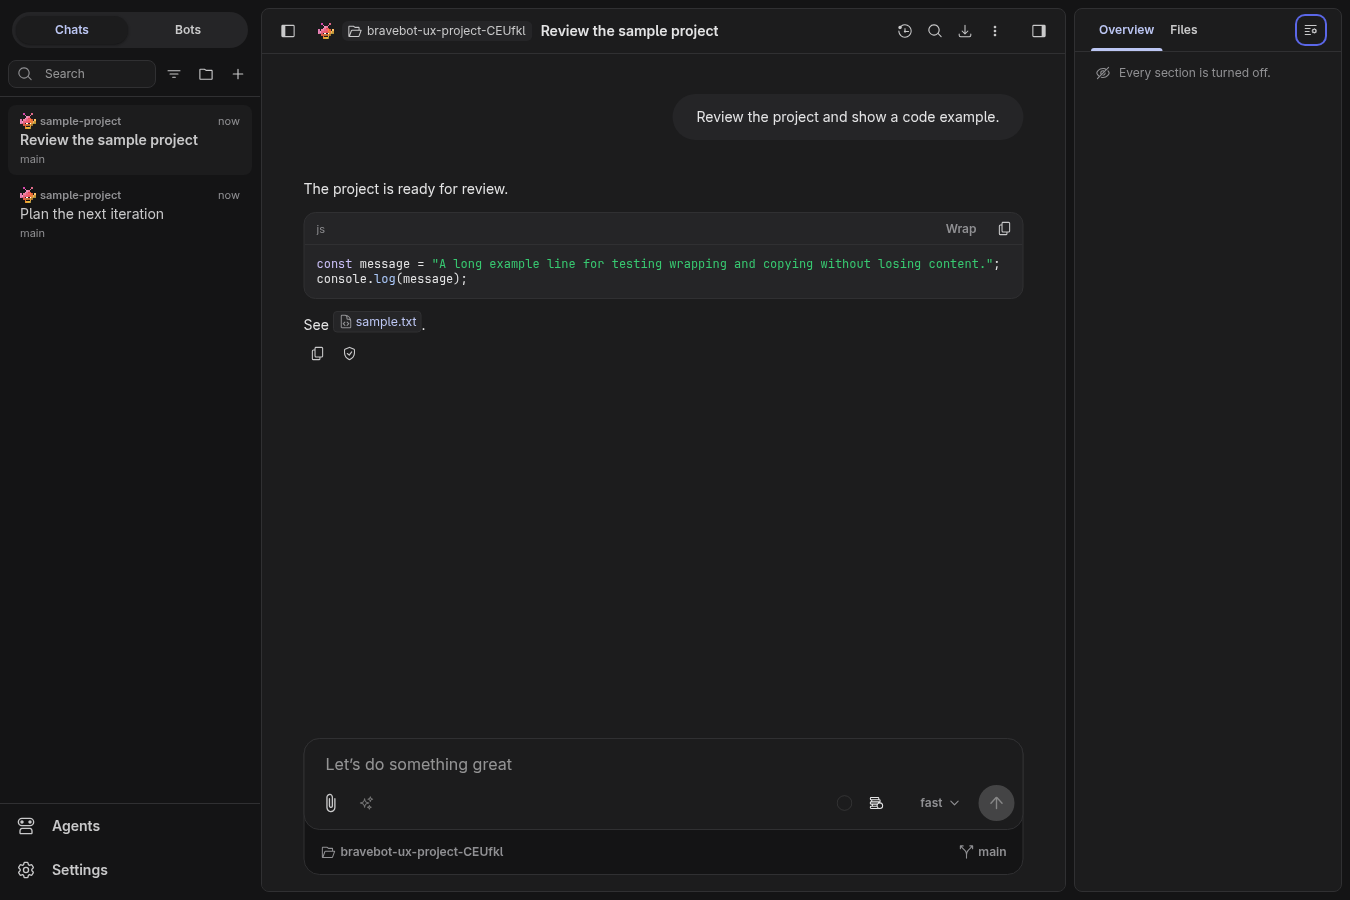 Chats
Bots
Search
sample-project
now
Review the sample project
main
sample-project
now
Plan the next iteration
main
Agents
Settings
bravebot-ux-project-CEUfkl
Review the sample project
Review the project and show a code example.
The project is ready for review.
js
Wrap
const message = "A long example line for testing wrapping and copying without losing content.";
console.log(message);
See sample.txt.
Let's do something great
fast
bravebot-ux-project-CEUfkl
main
Overview
Files
Every section is turned off.